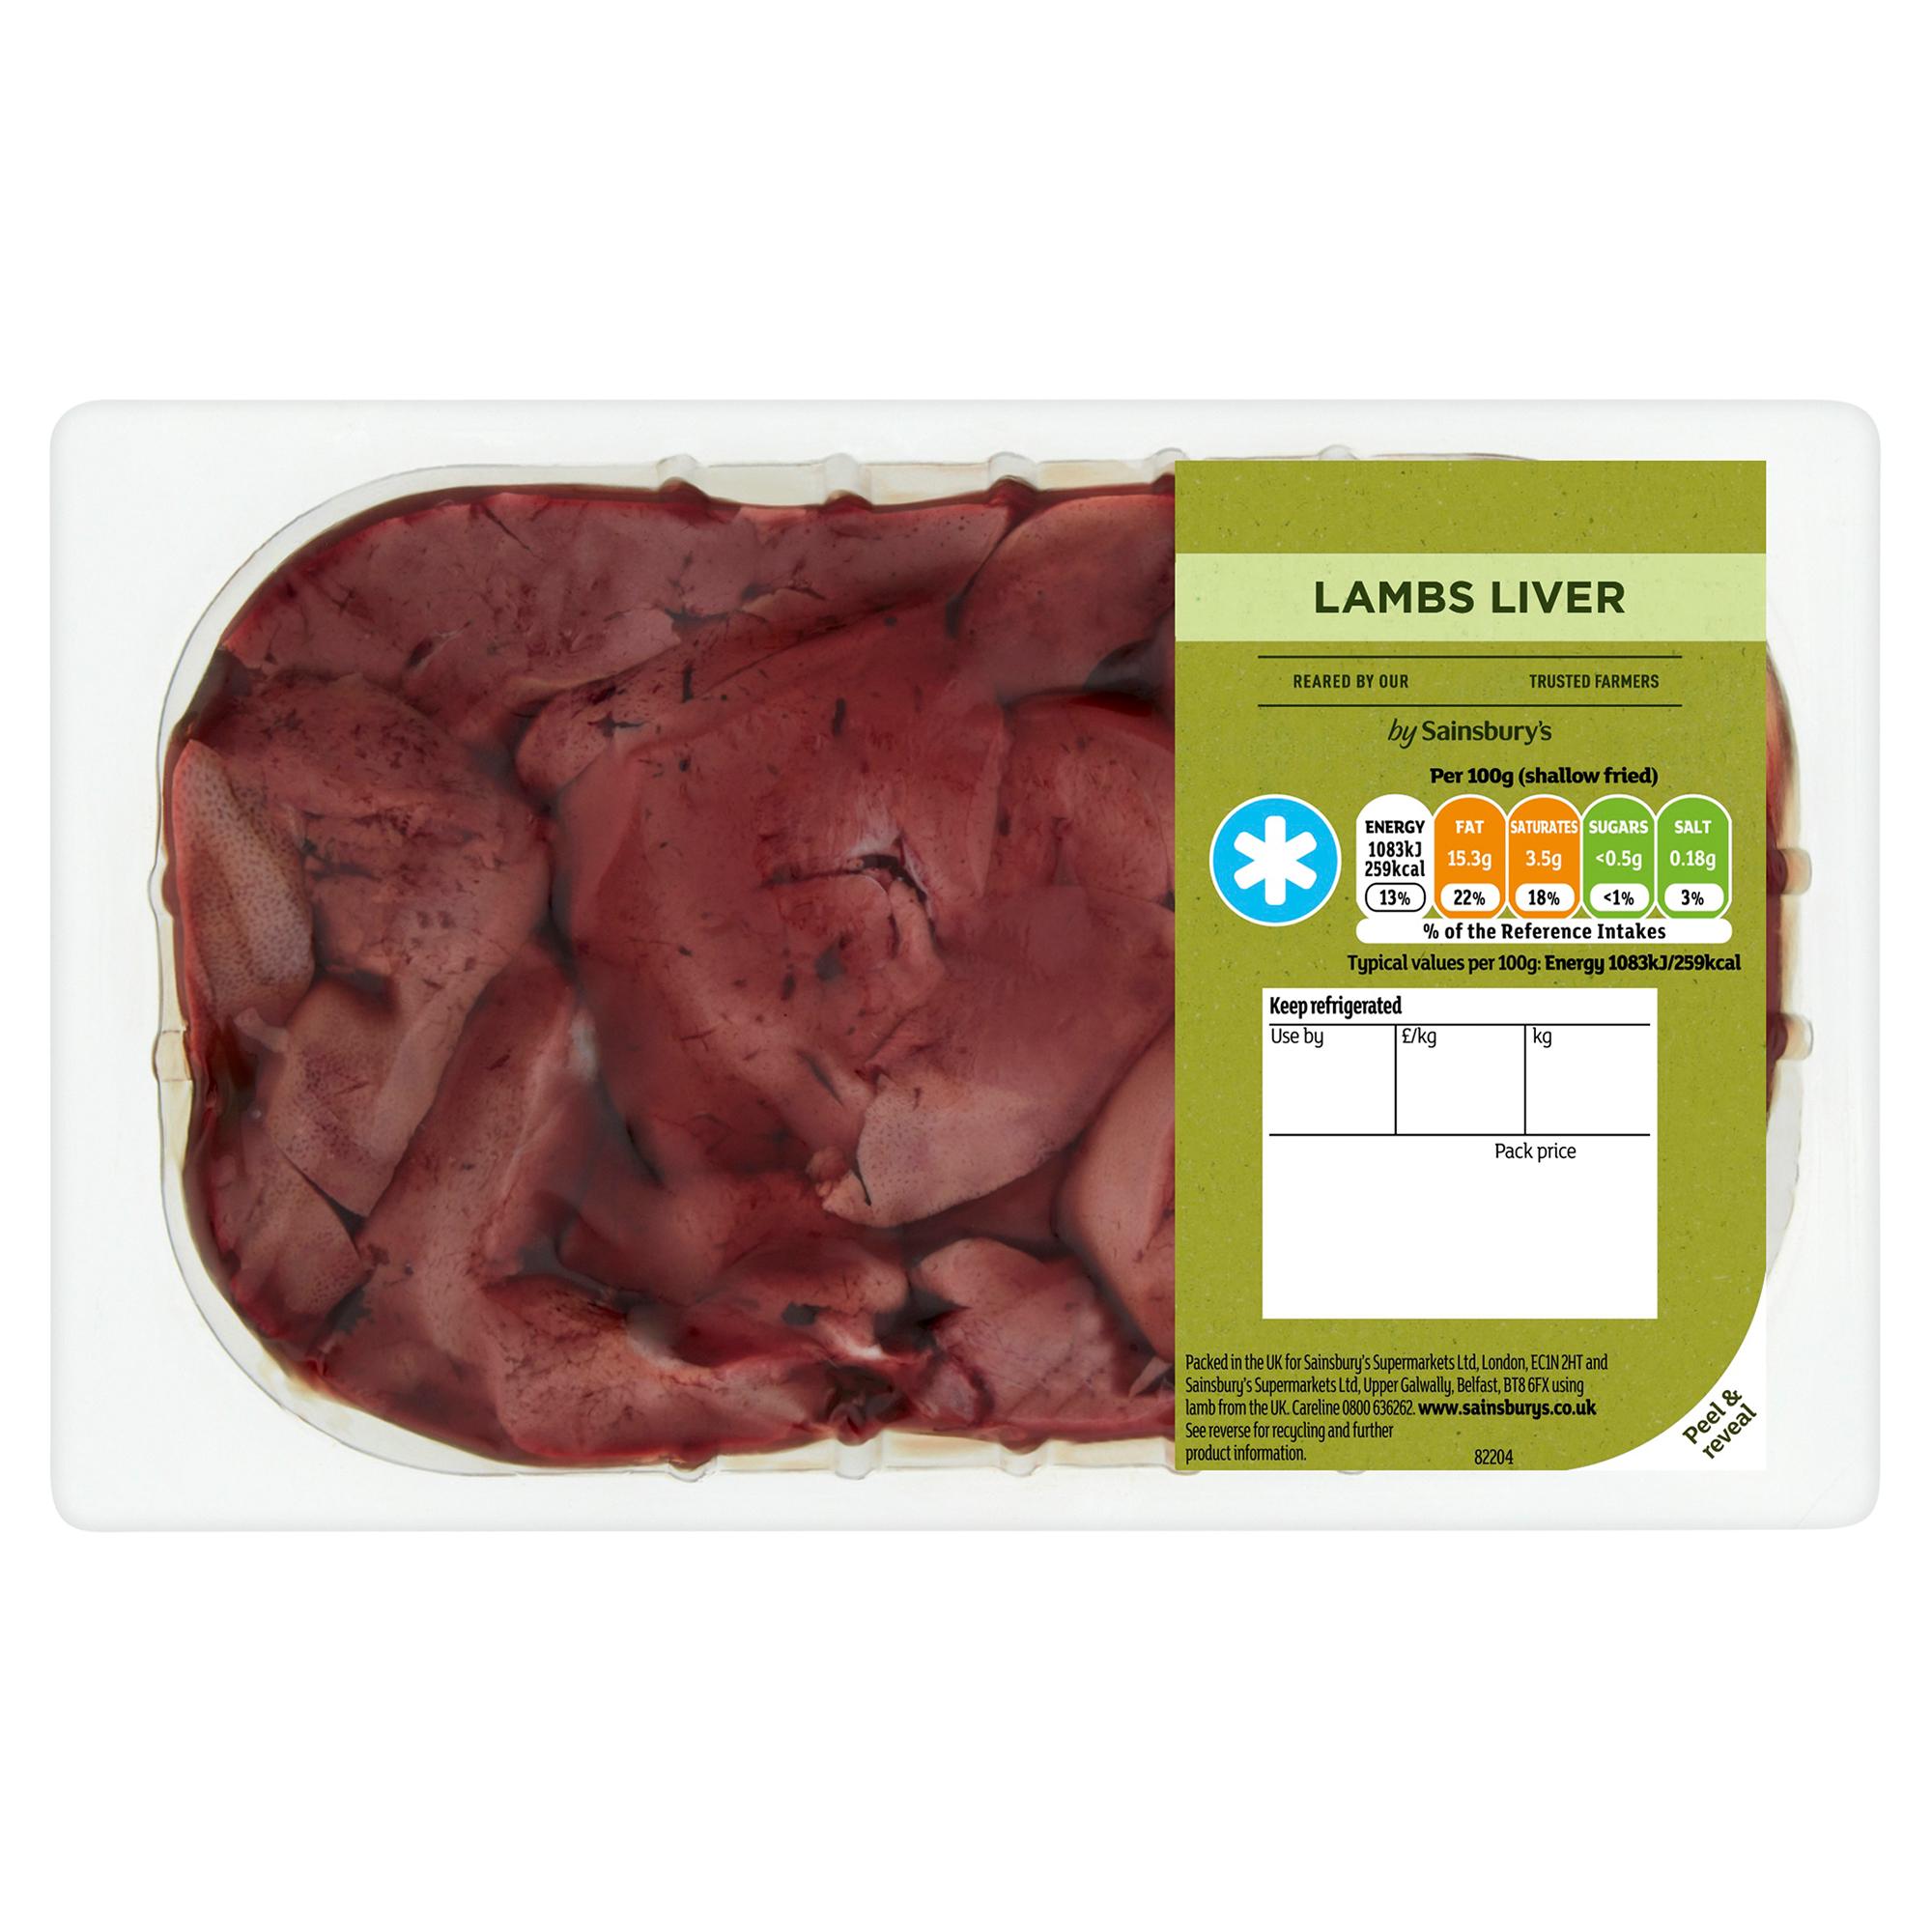 LAMBS LIVER
REARED BY OUR TRUSTED FARMERS
by Sainsbury's
Per 100g (shallow fried)
ENERGY 1083kJ 259kcal 13%
FAT 15.3g 22%
SATURATES 3.5g 18%
SUGARS <0.5g <1%
SALT 0.18g 3%
% of the Reference Intakes
Typical values per 100g: Energy 1083kJ/259kcal
Keep refrigerated
Use by £/kg kg
Pack price
Packed in the UK for Sainsbury's Supermarkets Ltd, London, EC1N 2HT and
Sainsbury's Supermarkets Ltd, Upper Galwally, Belfast, BT8 6FX using
lamb from the UK. Careline 0800 636262. www.sainsburys.co.uk
See reverse for recycling and further
product information.
82204
Peel &
reveal